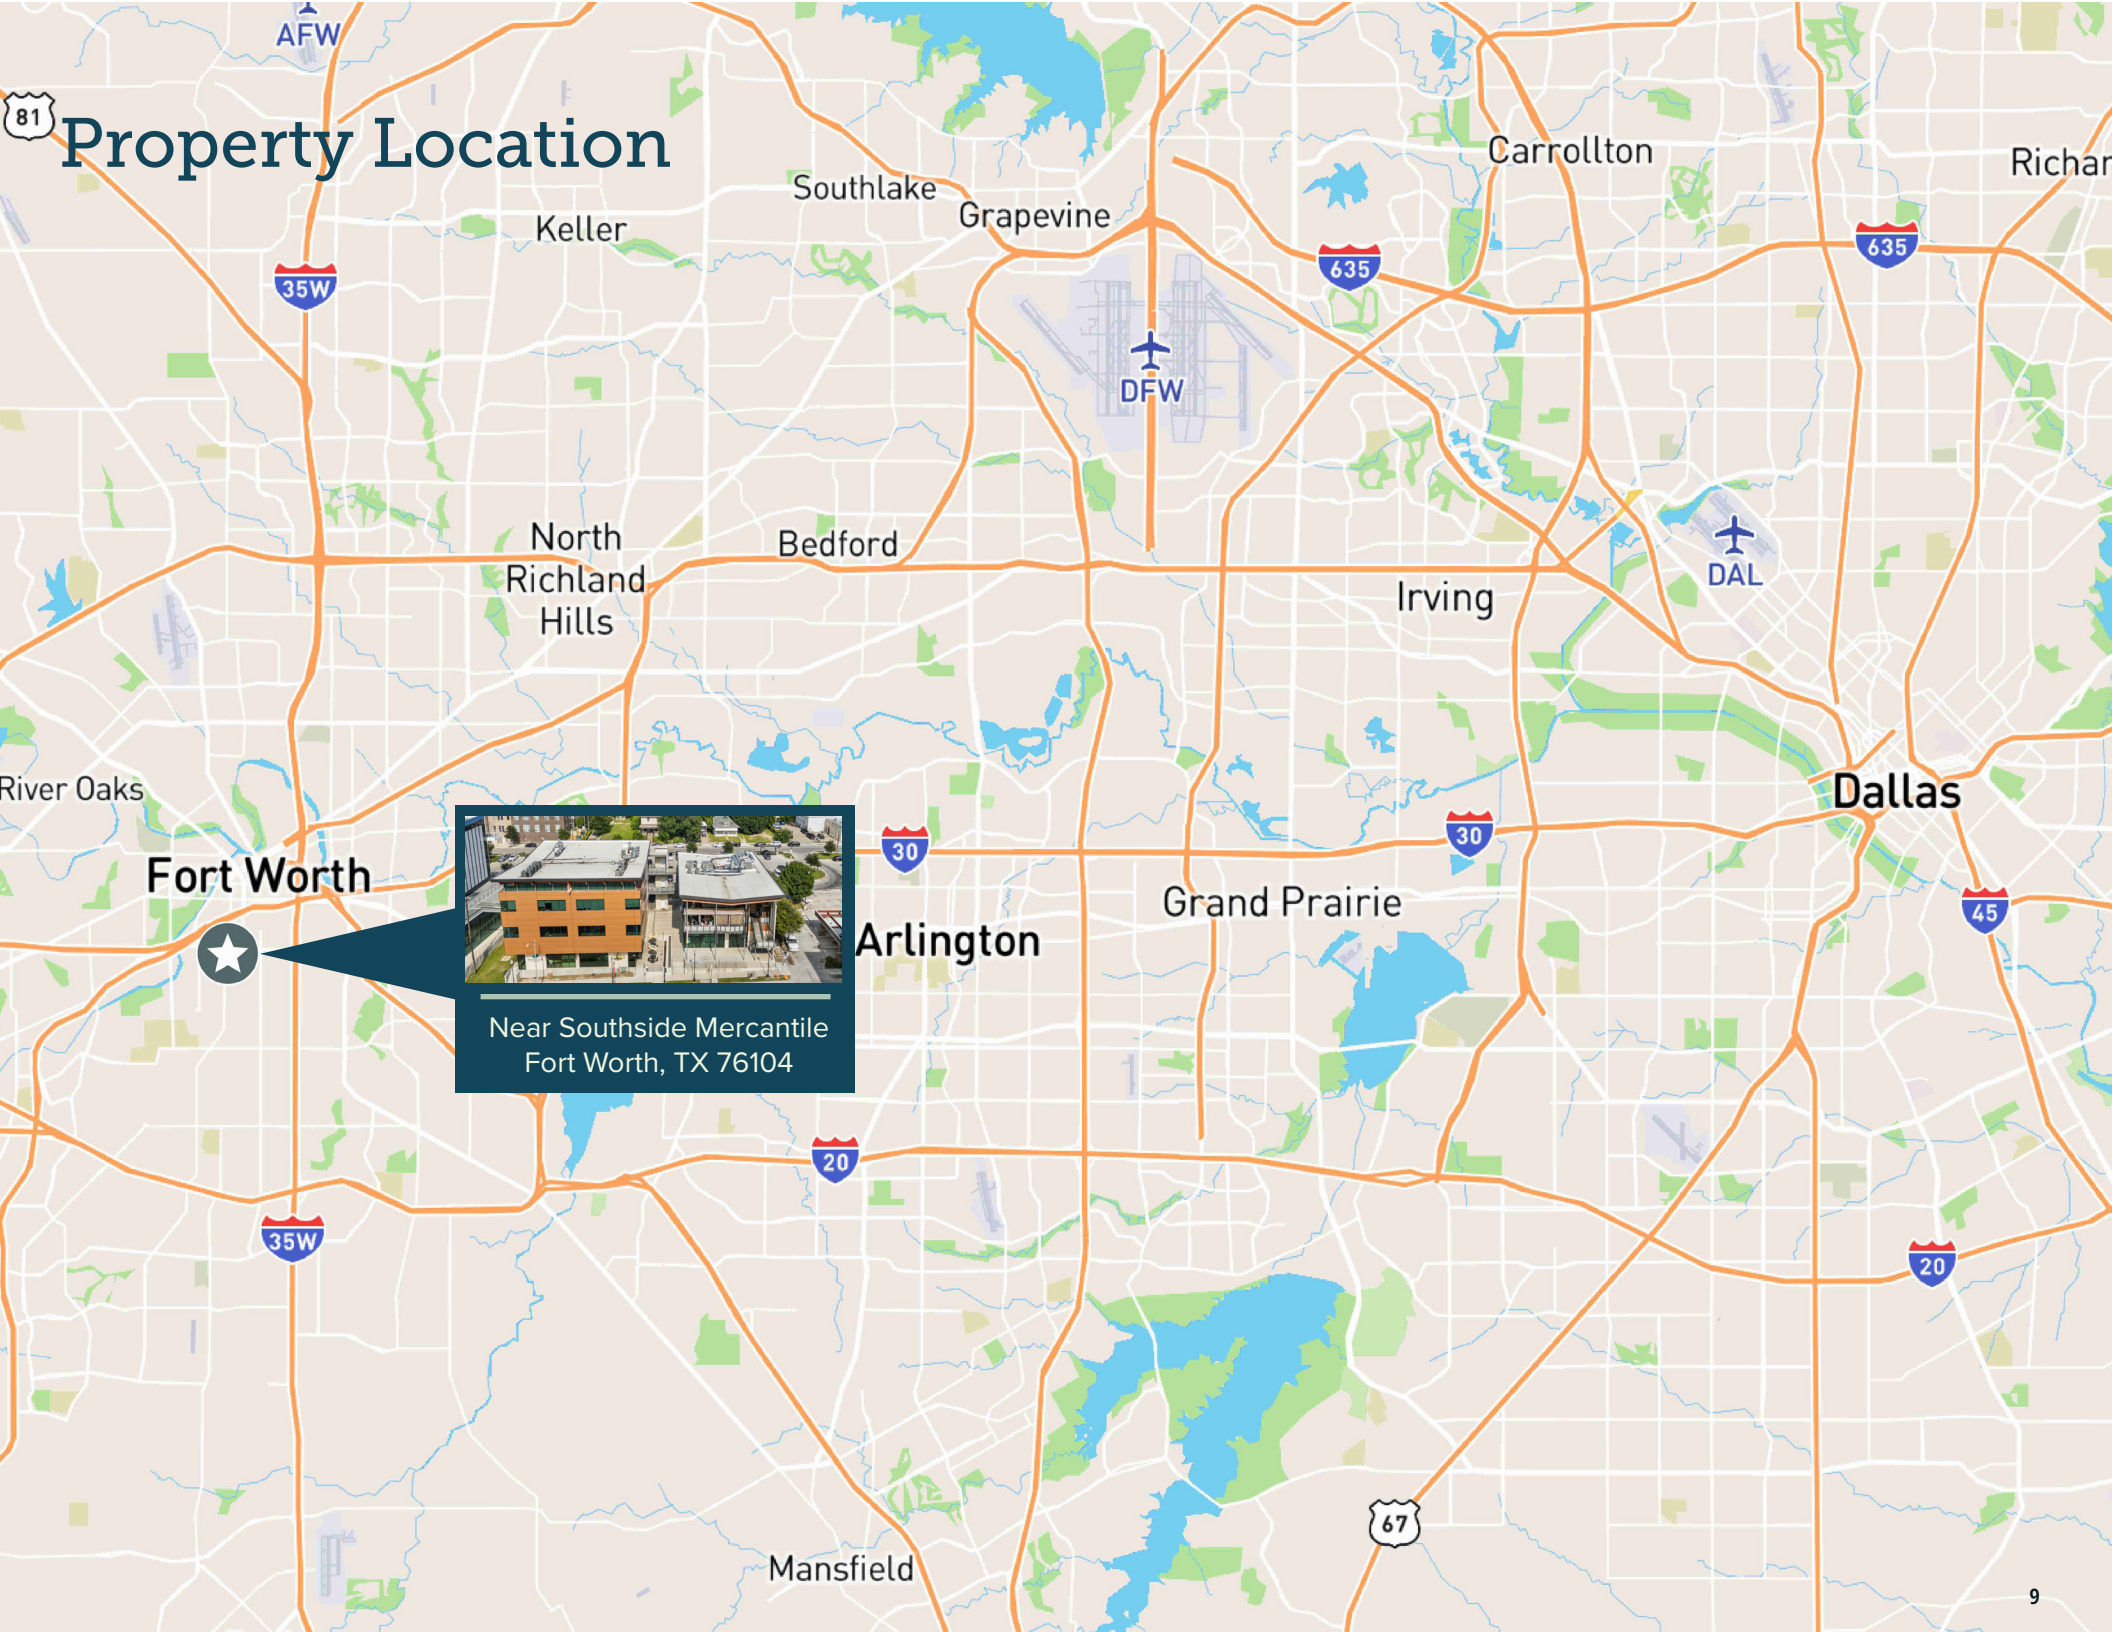 AFW
81
Property Location
Carrollton
Richar
Southlake
Grapevine
Keller
635
635
35W
DFW
North
Richland
Hills
Bedford
DAL
Irving
River Oaks
Dallas
30
30
Fort Worth
Grand Prairie
45
Arlington
Near Southside Mercantile
Fort Worth, TX 76104
20
35W
20
67
Mansfield
9